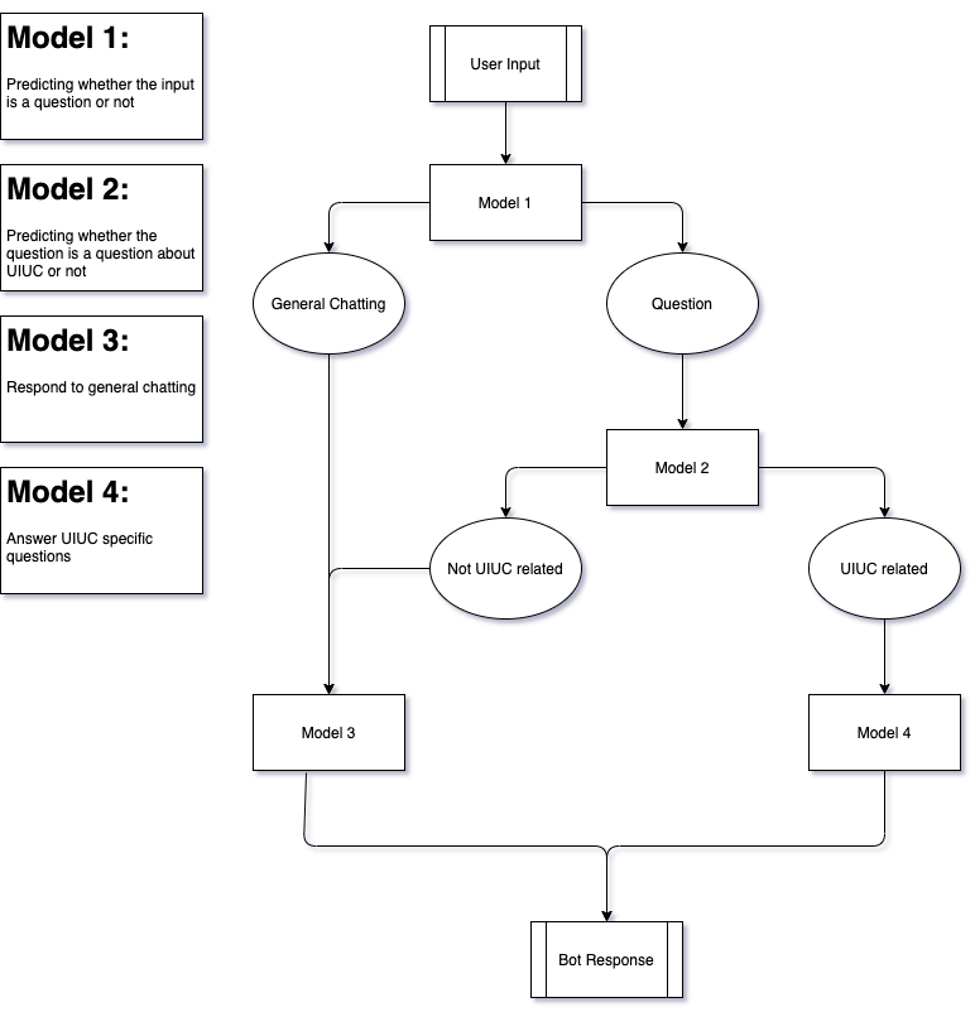 Model 1:
Predicting whether the input
is a question or not
Model 2:
Predicting whether the
question is a question about
UIUC or not
Model 3:
Respond to general chatting
Model 4:
Answer UIUC specific
questions
User Input
Model 1
General Chatting
Question
Model 2
Not UIUC related
UIUC related
Model 3
Model 4
Bot Response